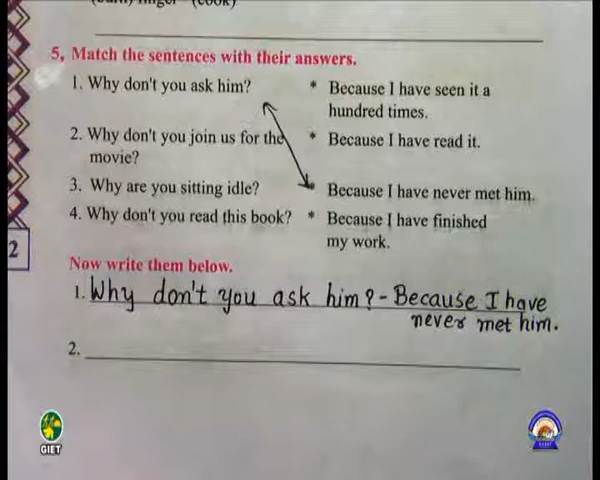 (burn) finger (cook)
5, Match the sentences with their answers.
1. Why don't you ask him? * Because I have seen it a
hundred times.
2. Why don't you join us for the * Because I have read it.
movie?
3. Why are you sitting idle? * Because I have never met him.
4. Why don't you read this book? * Because I have finished
my work.
2
Now write them below.
1. Why don't you ask him? - Because I have
never met him.
2.
GIET